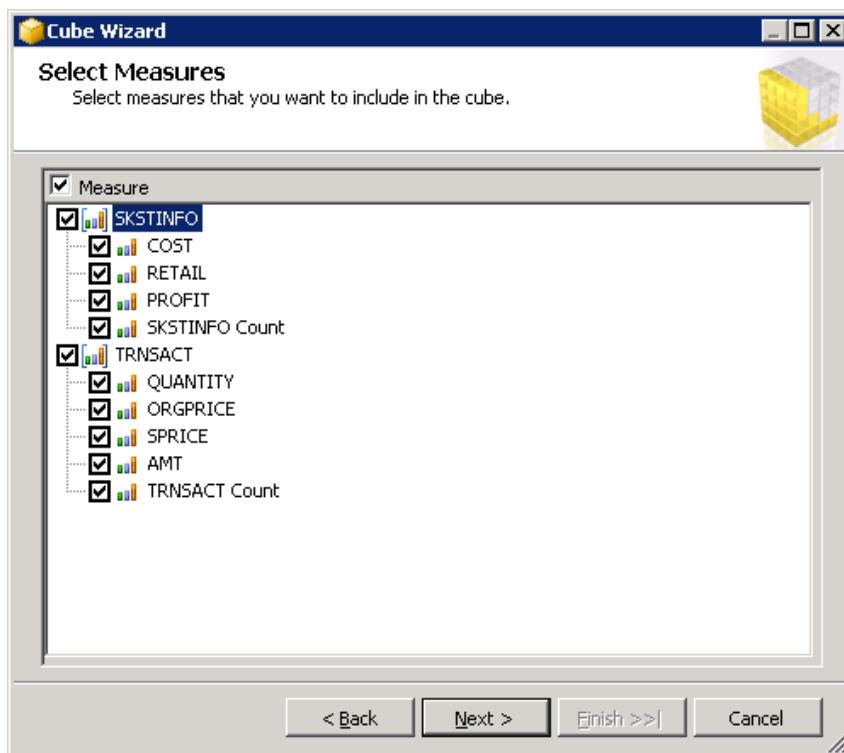 Cube Wizard
Select Measures
Select measures that you want to include in the cube.
Measure
SKSTINFO
COST
RETAIL
PROFIT
SKSTINFO Count
TRNSACT
QUANTITY
ORGPRICE
SPRICE
AMT
TRNSACT Count
< Back Next > Finish >>| Cancel